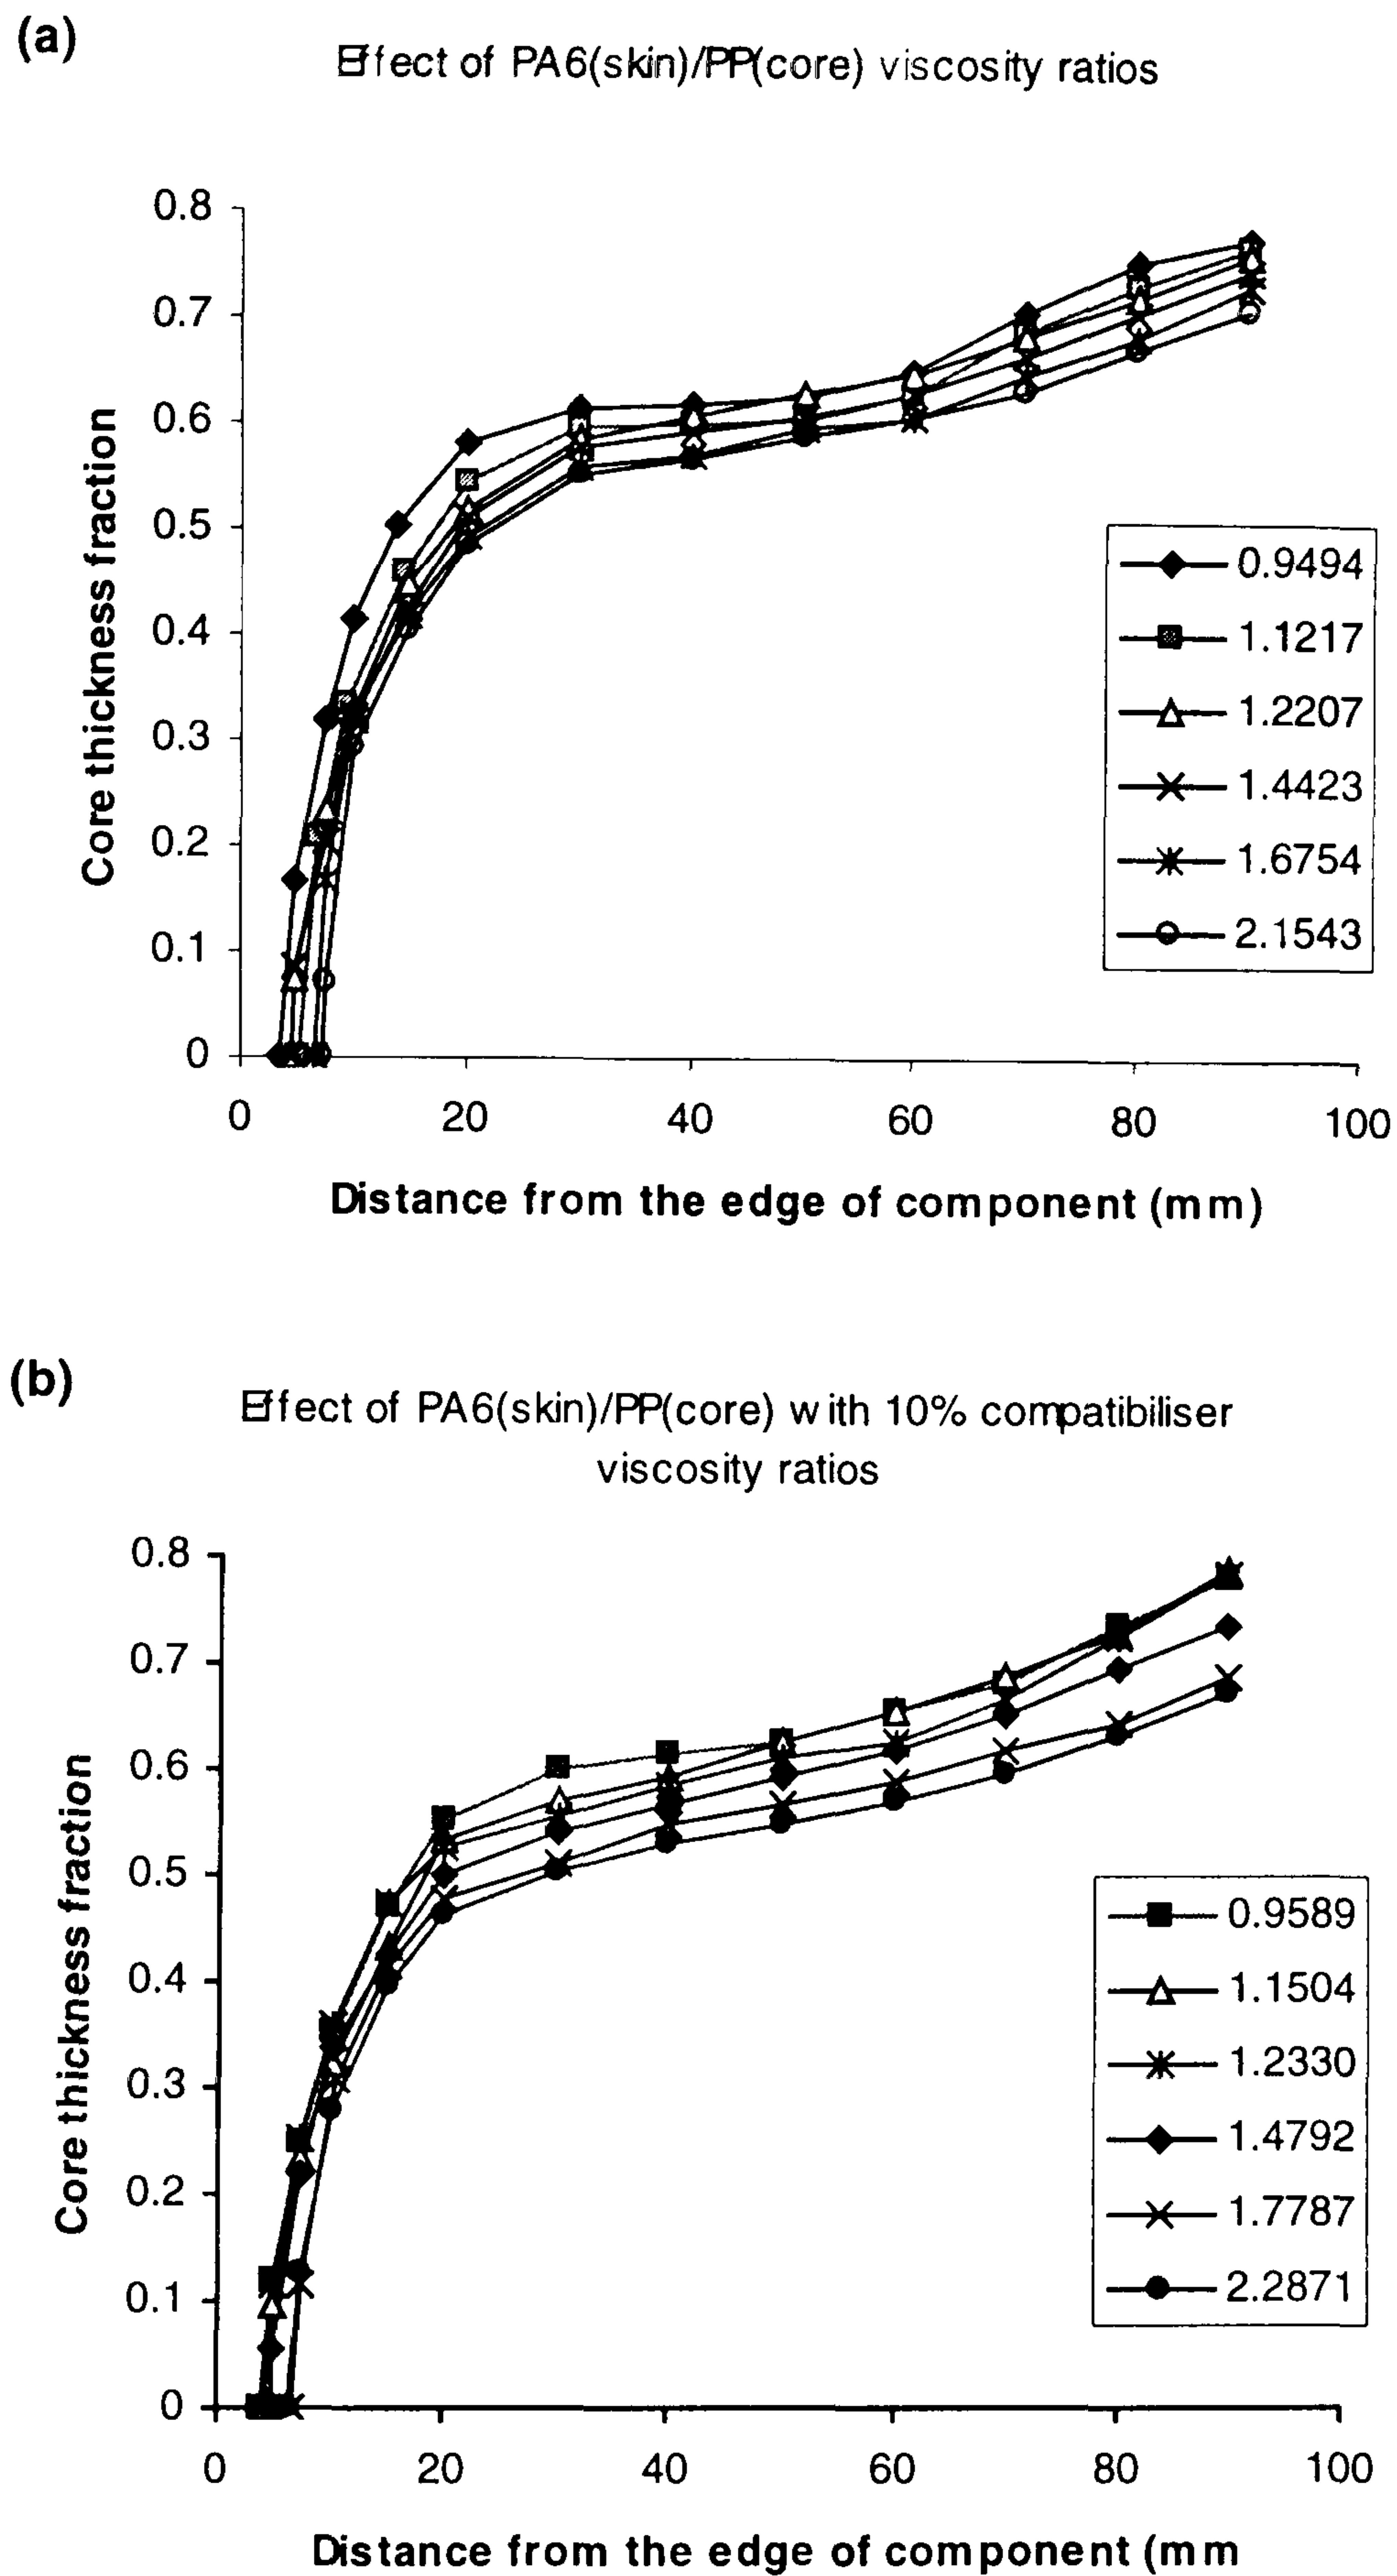 (a)
Effect of PA6(skin)/PP(core) viscosity ratios
0.8
0.7
0.6
0.5
0.4
0.3
0.2
0.1
0
Core thickness fraction
0.9494
1.1217
1.2207
1.4423
1.6754
2.1543
0 20 40 60 80 100
Distance from the edge of component (mm)
(b)
Effect of PA6(skin)/PP(core) with 10% compatibiliser
viscosity ratios
0.8
0.7
0.6
0.5
0.4
0.3
0.2
0.1
0
Core thickness fraction
0.9589
1.1504
1.2330
1.4792
1.7787
2.2871
0 20 40 60 80 100
Distance from the edge of component (mm